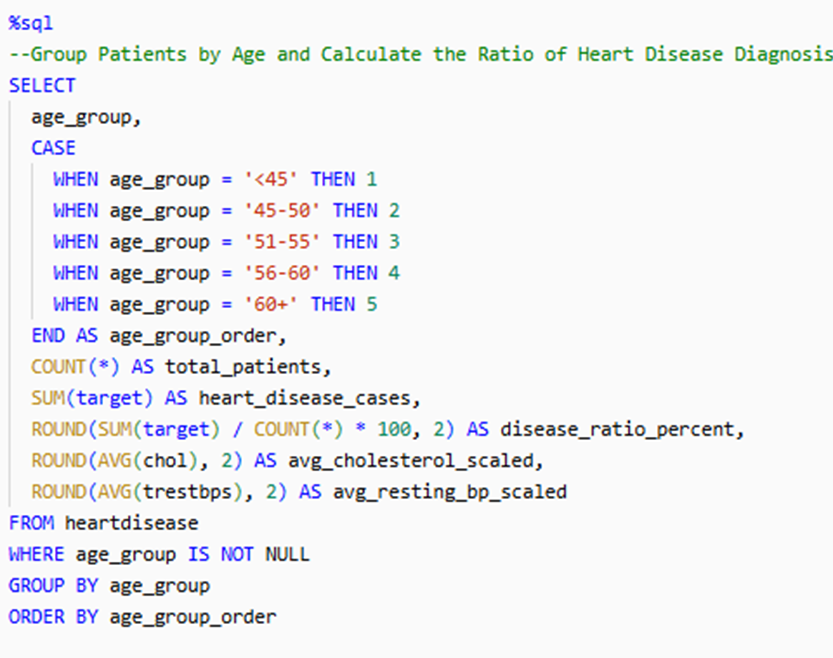 %sql
--Group Patients by Age and Calculate the Ratio of Heart Disease Diagnosis
SELECT
age_group,
CASE
WHEN age_group = '<45' THEN 1
WHEN age_group = '45-50' THEN 2
WHEN age_group = '51-55' THEN 3
WHEN age_group = '56-60' THEN 4
WHEN age_group = '60+' THEN 5
END AS age_group_order,
COUNT(*) AS total_patients,
SUM(target) AS heart_disease_cases,
ROUND(SUM(target) / COUNT(*) * 100, 2) AS disease_ratio_percent,
ROUND(AVG(chol), 2) AS avg_cholesterol_scaled,
ROUND(AVG(trestbps), 2) AS avg_resting_bp_scaled
FROM heartdisease
WHERE age_group IS NOT NULL
GROUP BY age_group
ORDER BY age_group_order